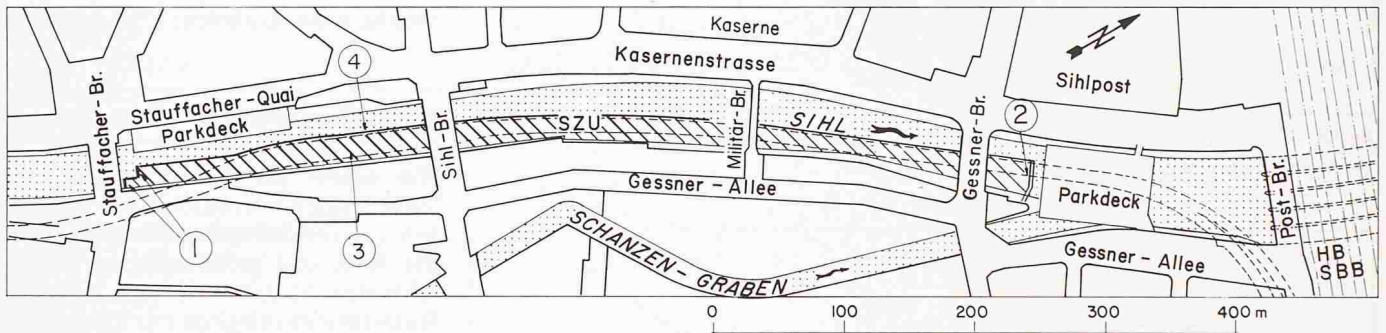 Kaserne
Kasernenstrasse
N
Sihlpost
4
2
Stauffacher-Br.
Stauffacher-Quai
Parkdeck
Sihl-Br.
SZU
Militär-Br.
SIHL
Gessner-Br.
Parkdeck
Post-Br.
Gessner-Allee
1
3
SCHANZEN-GRABEN
Gessner-Allee
HB
SBB
0 100 200 300 400 m